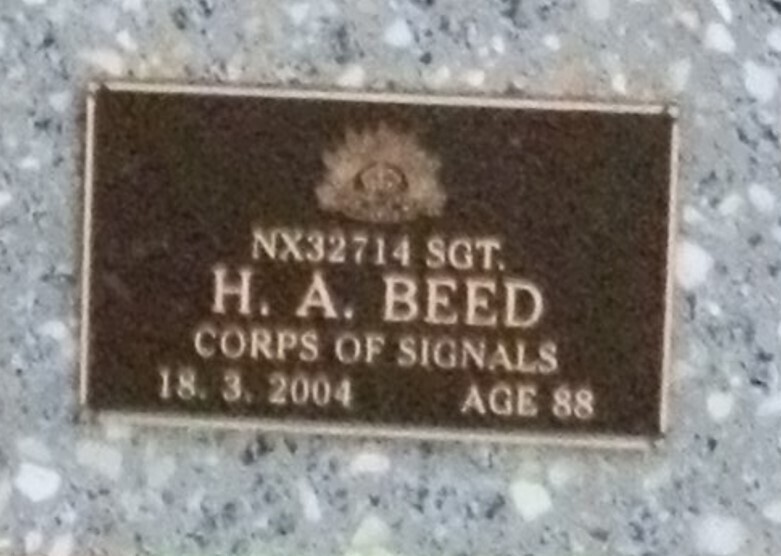 NX32714 SGT.
H. A. BEED
CORPS OF SIGNALS
18. 3. 2004 AGE 88